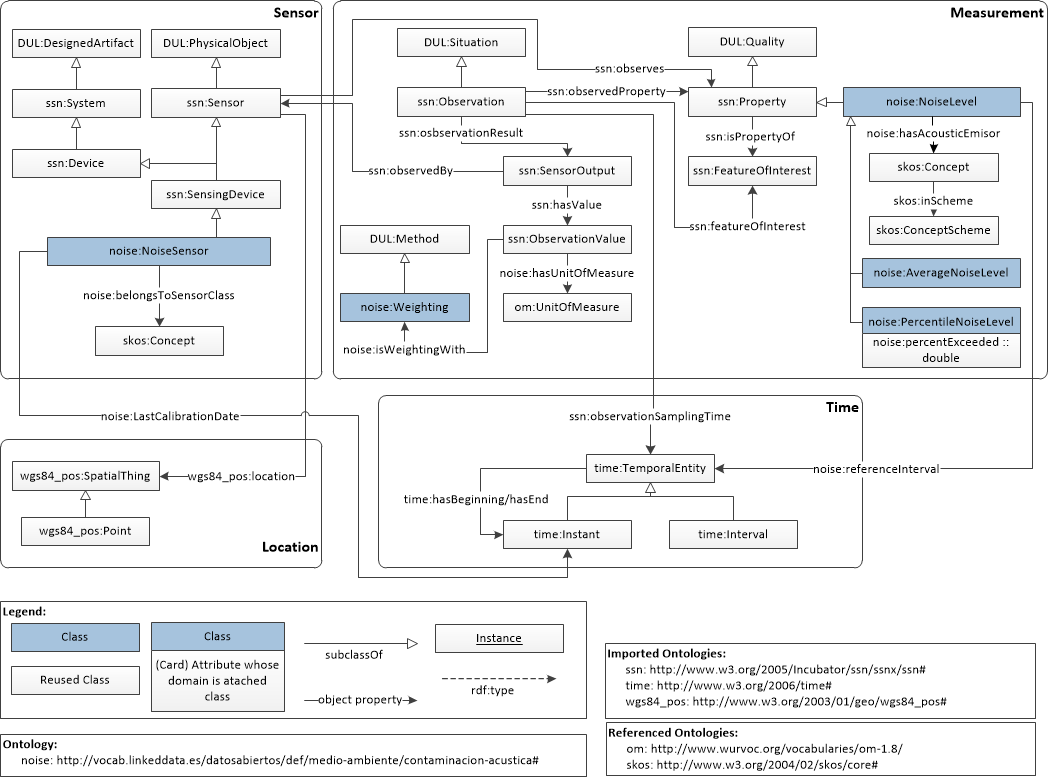 Sensor
DUL:DesignedArtifact
DUL:PhysicalObject
ssn:System
ssn:Sensor
ssn:Device
ssn:SensingDevice
noise:NoiseSensor
noise:belongsToSensorClass
skos:Concept
Measurement
DUL:Situation
DUL:Quality
ssn:observes
ssn:observedProperty
ssn:Observation
ssn:Property
noise:NoiseLevel
ssn:osbservationResult
ssn:isPropertyOf
noise:hasAcousticEmisor
ssn:observedBy
ssn:SensorOutput
ssn:FeatureOfInterest
skos:Concept
ssn:hasValue
skos:inScheme
ssn:featureOfInterest
skos:ConceptScheme
DUL:Method
ssn:ObservationValue
noise:hasUnitOfMeasure
noise:AverageNoiseLevel
noise:Weighting
om:UnitOfMeasure
noise:PercentileNoiseLevel
noise:percentExceeded ::
double
noise:isWeightingWith
noise:LastCalibrationDate
Time
ssn:observationSamplingTime
time:TemporalEntity
noise:referenceInterval
time:hasBeginning/hasEnd
time:Instant
time:Interval
wgs84_pos:SpatialThing
wgs84_pos:location
wgs84_pos:Point
Location
Legend:
Class
Reused Class
Class
(Card) Attribute whose
domain is atached
class
subclassOf
object property
Instance
rdf:type
Ontology:
noise: http://vocab.linkeddata.es/datosabiertos/def/medio-ambiente/contaminacion-acustica#
Imported Ontologies:
ssn: http://www.w3.org/2005/Incubator/ssn/ssnx/ssn#
time: http://www.w3.org/2006/time#
wgs84_pos: http://www.w3.org/2003/01/geo/wgs84_pos#
Referenced Ontologies:
om: http://www.wurvoc.org/vocabularies/om-1.8/
skos: http://www.w3.org/2004/02/skos/core#